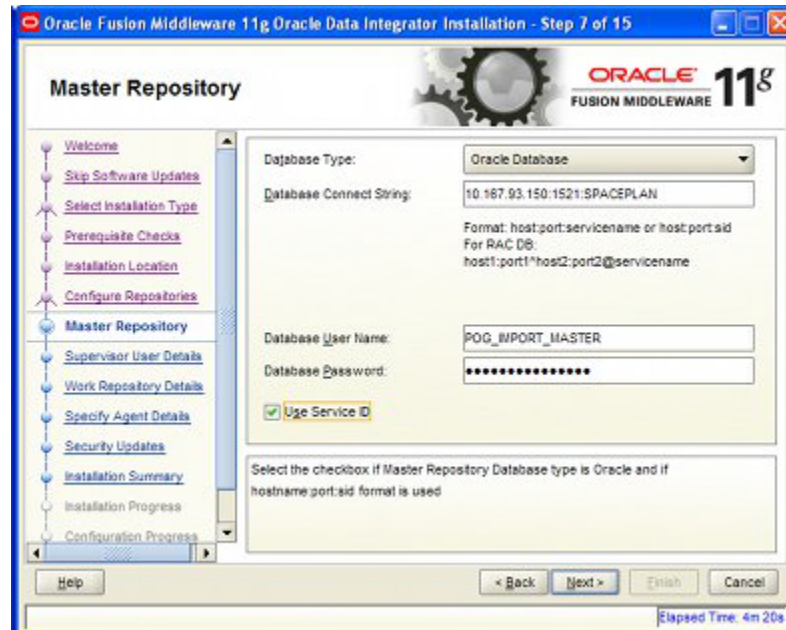 Oracle Fusion Middleware 11g Oracle Data Integrator Installation - Step 7 of 15
Master Repository
ORACLE
FUSION MIDDLEWARE 11g
Welcome
Skip Software Updates
Select Installation Type
Prerequisite Checks
Installation Location
Configure Repositories
Master Repository
Supervisor User Details
Work Repository Details
Specify Agent Details
Security Updates
Installation Summary
Installation Progress
Configuration Progress
Database Type: Oracle Database
Database Connect String: 10.167.93.150:1521:SPACEPLAN
Format: host:port:servicename or host:port:sid
For RAC DB:
host1:port1^host2:port2@servicename
Database User Name: POG_IMPORT_MASTER
Database Password: ●●●●●●●●●●●●●●●
Use Service ID
Select the checkbox if Master Repository Database type is Oracle and if
hostname:port:sid format is used
Help < Back Next > Finish Cancel
Elapsed Time: 4m 20s